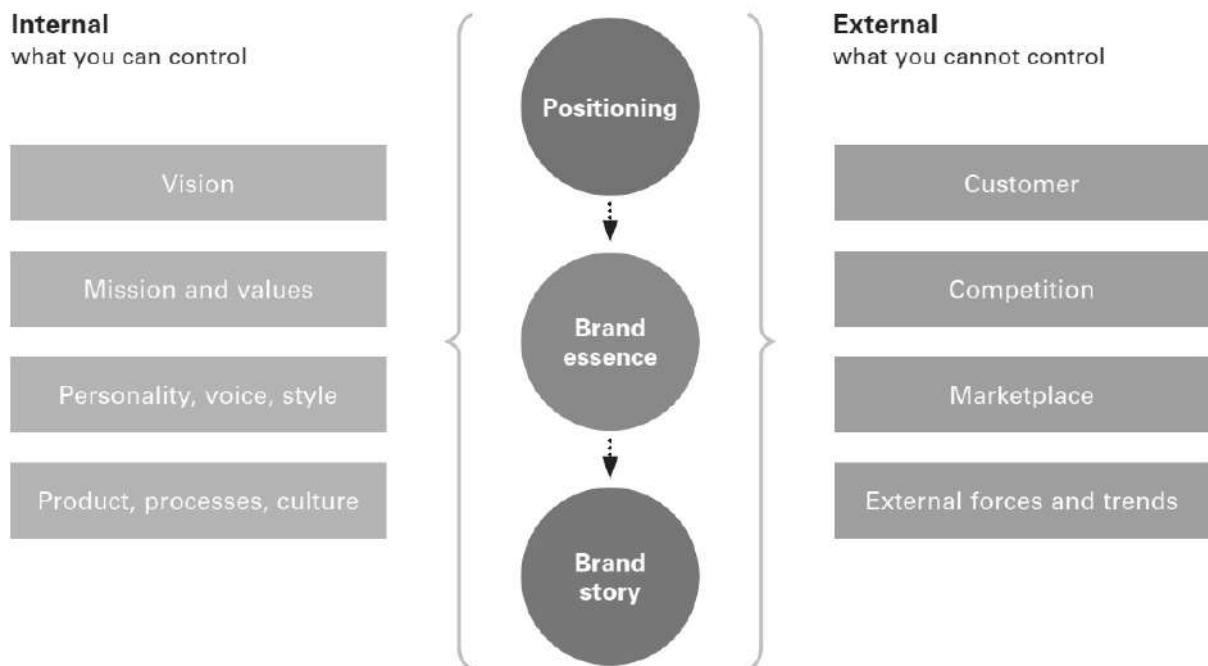 Internal
what you can control
Vision
Mission and values
Personality, voice, style
Product, processes, culture
Positioning
Brand
essence
Brand
story
External
what you cannot control
Customer
Competition
Marketplace
External forces and trends